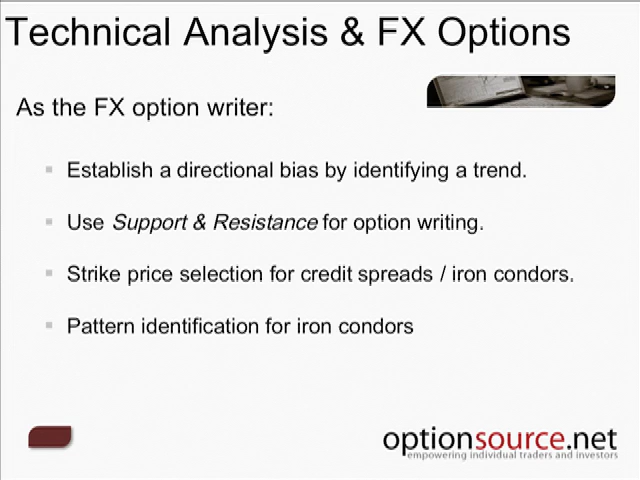 Technical Analysis & FX Options
As the FX option writer:
Establish a directional bias by identifying a trend.
Use Support & Resistance for option writing.
Strike price selection for credit spreads / iron condors.
Pattern identification for iron condors
optionsource.net
empowering individual traders and investors